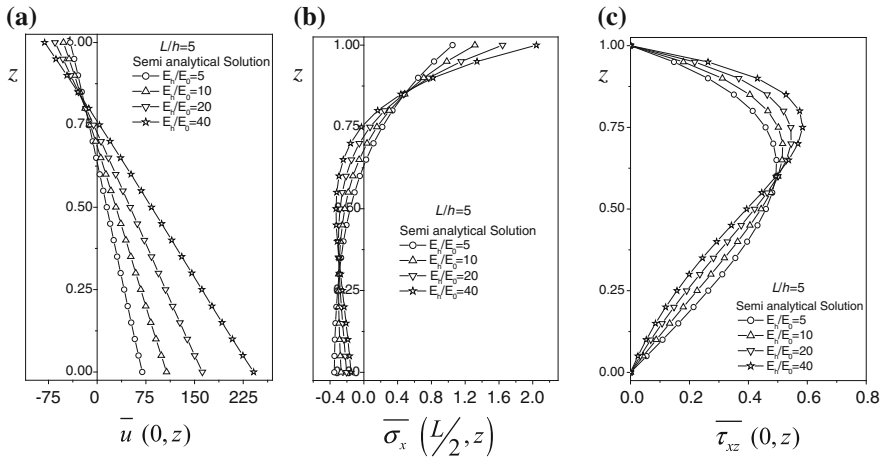 (a)
L/h=5
Semi analytical Solution
E_h/E_0=5
E_h/E_0=10
E_h/E_0=20
E_h/E_0=40
z
1.00
0.75
0.50
0.25
0.00
-75 0 75 150 225
u̅ (0, z)
(b)
z
1.00
0.75
0.50
0.25
0.00
L/h=5
Semi analytical Solution
E_h/E_0=5
E_h/E_0=10
E_h/E_0=20
E_h/E_0=40
-0.4 0.0 0.4 0.8 1.2 1.6 2.0
σ̅_x (L/2, z)
(c)
z
1.00
0.75
0.50
0.25
0.00
L/h=5
Semi analytical Solution
E_h/E_0=5
E_h/E_0=10
E_h/E_0=20
E_h/E_0=40
0.0 0.2 0.4 0.6 0.8
τ̅_xz (0, z)